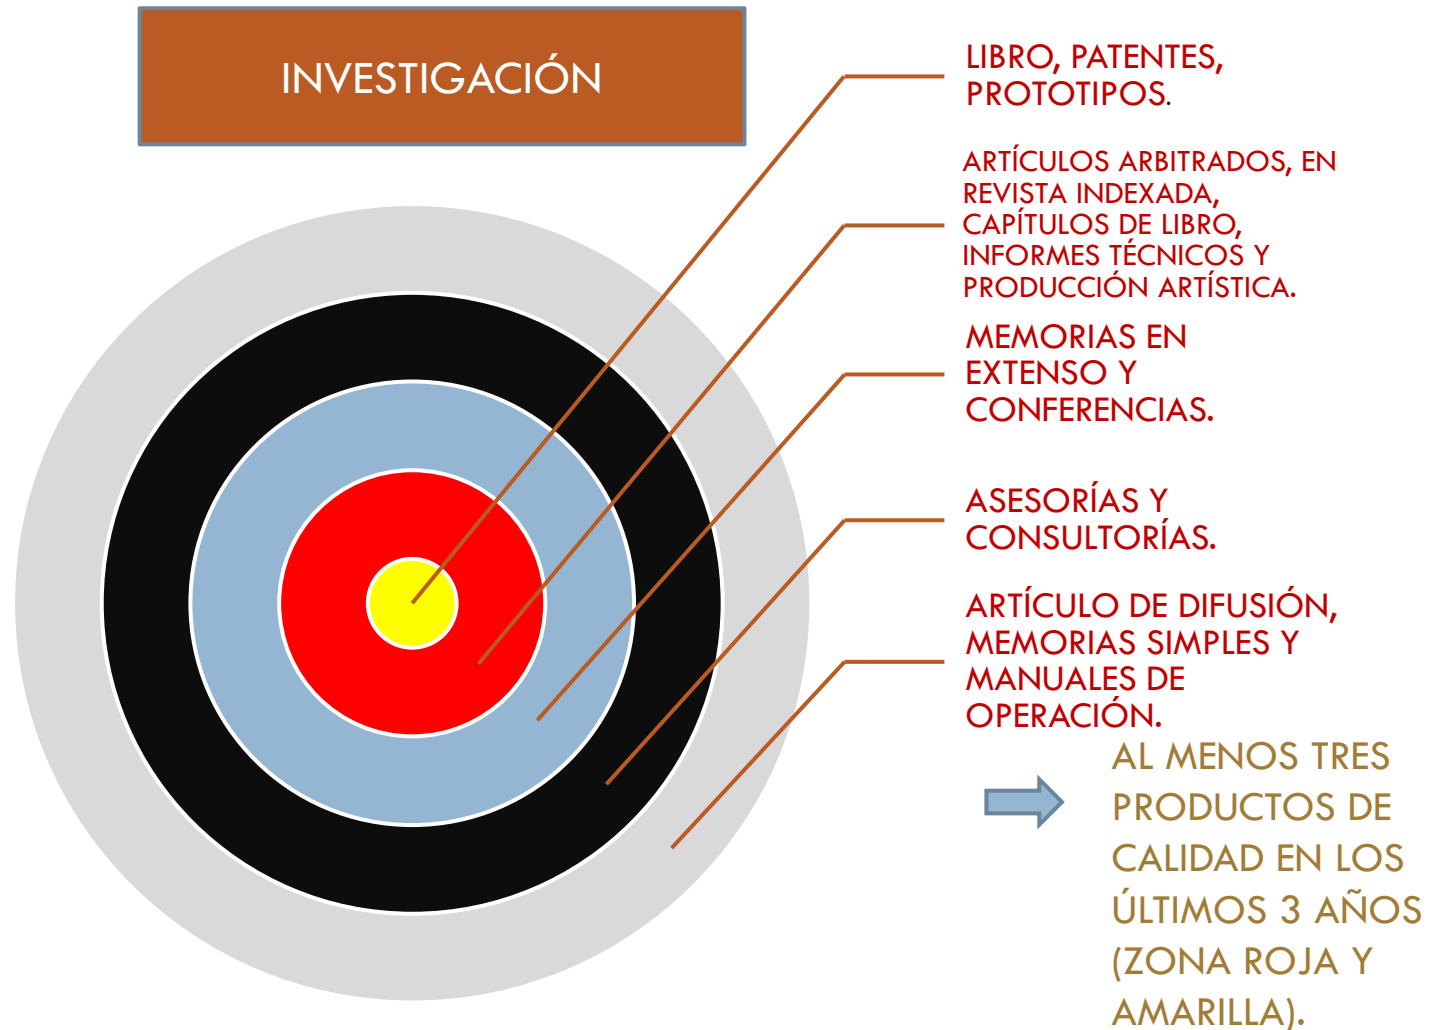 INVESTIGACIÓN
LIBRO, PATENTES,
PROTOTIPOS.
ARTÍCULOS ARBITRADOS, EN
REVISTA INDEXADA,
CAPÍTULOS DE LIBRO,
INFORMES TÉCNICOS Y
PRODUCCIÓN ARTÍSTICA.
MEMORIAS EN
EXTENSO Y
CONFERENCIAS.
ASESORÍAS Y
CONSULTORÍAS.
ARTÍCULO DE DIFUSIÓN,
MEMORIAS SIMPLES Y
MANUALES DE
OPERACIÓN.
AL MENOS TRES
PRODUCTOS DE
CALIDAD EN LOS
ÚLTIMOS 3 AÑOS
(ZONA ROJA Y
AMARILLA).